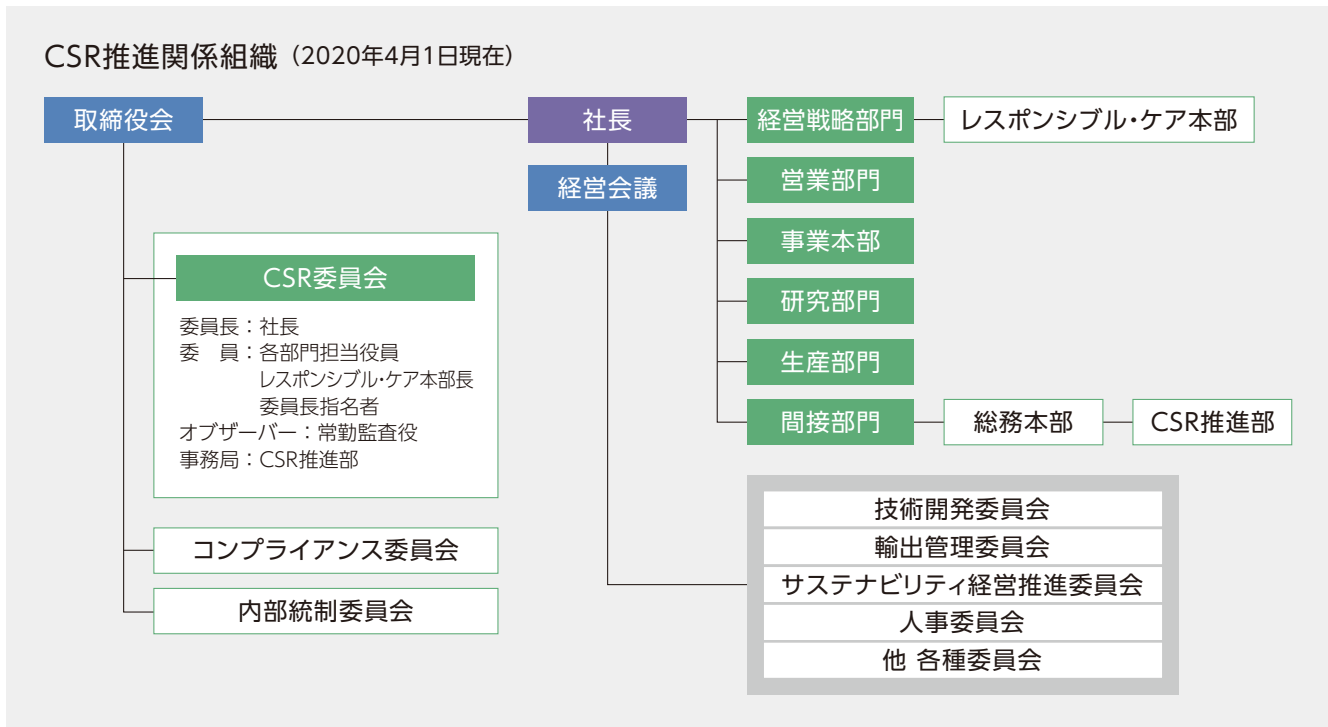 CSR推進関係組織（2020年4月1日現在）
取締役会
社長
経営戦略部門
レスポンシブル・ケア本部
経営会議
営業部門
事業本部
研究部門
生産部門
間接部門
総務本部
CSR推進部
CSR委員会
委員長：社長
委　員：各部門担当役員
レスポンシブル・ケア本部長
委員長指名者
オブザーバー：常勤監査役
事務局：CSR推進部
コンプライアンス委員会
内部統制委員会
技術開発委員会
輸出管理委員会
サステナビリティ経営推進委員会
人事委員会
他 各種委員会